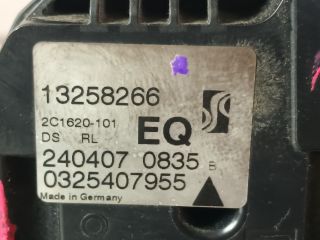 13258266
2C1620-101
DS RL EQ
240407 0835 B
0325407955
Made in Germany